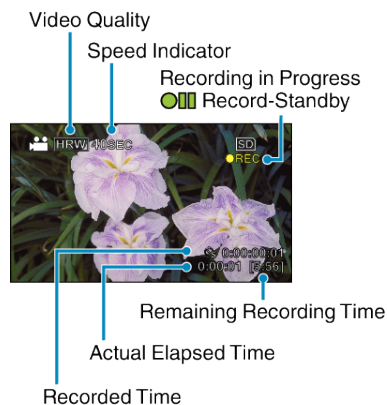 Video Quality
Speed Indicator
Recording in Progress
Record-Standby
HRW 10SEC
SD
REC
0:00:00:01
0:00:01 [5:56]
Remaining Recording Time
Actual Elapsed Time
Recorded Time